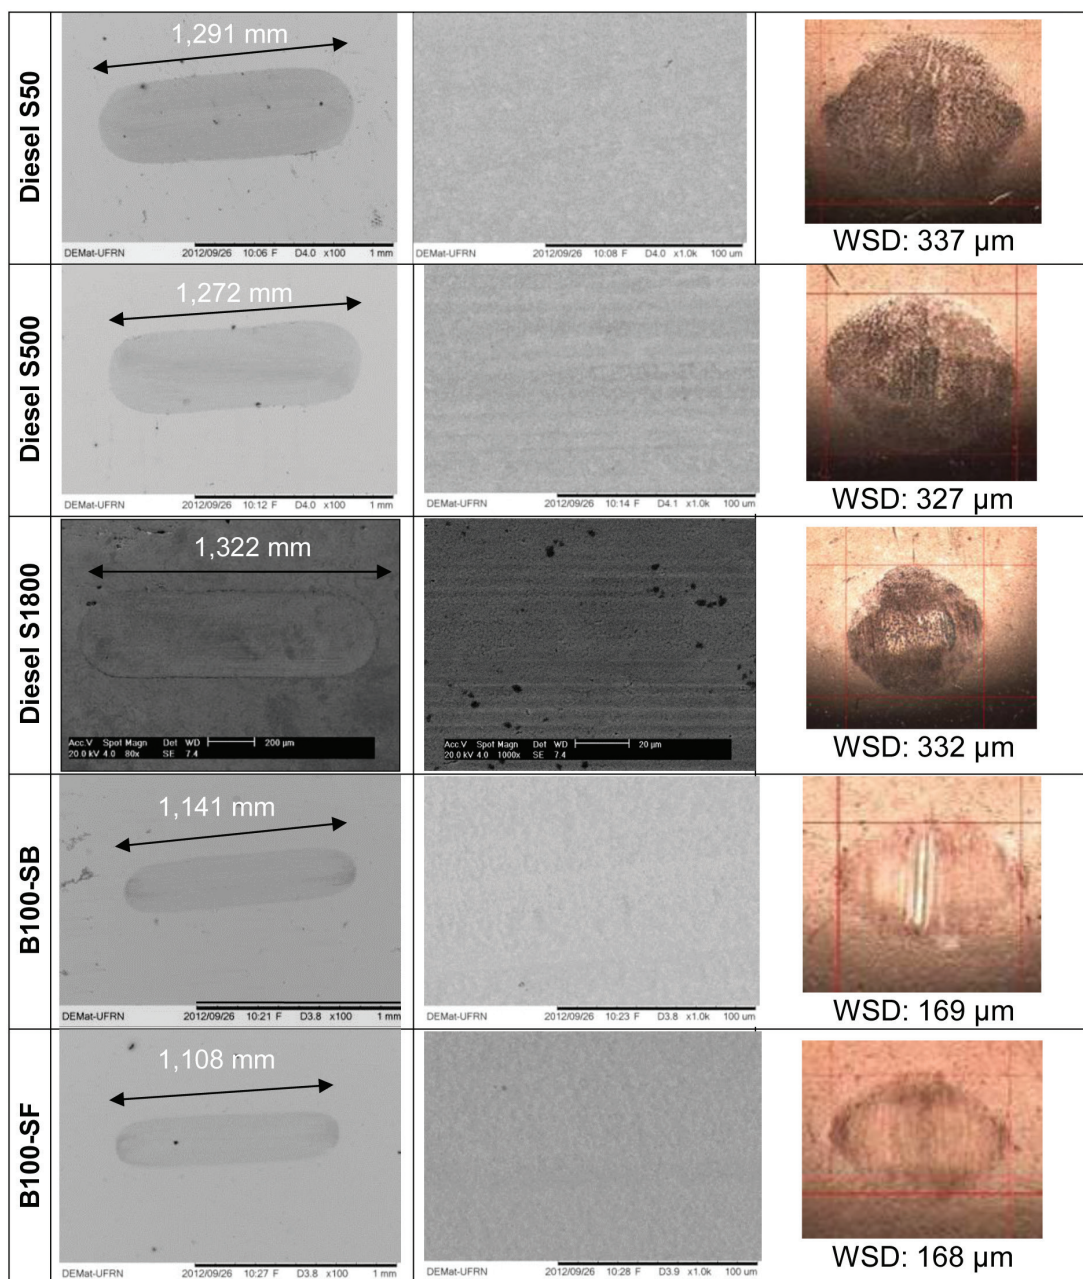 Diesel S50
1,291 mm
DEMat-UFRN 2012/09/26 10:06 F D4.0 x100 1 mm
DEMat-UFRN 2012/09/26 10:08 F D4.0 x1.0k 100 um
WSD: 337 µm
Diesel S500
1,272 mm
DEMat-UFRN 2012/09/26 10:12 F D4.0 x100 1 mm
DEMat-UFRN 2012/09/26 10:14 F D4.1 x1.0k 100 um
WSD: 327 µm
Diesel S1800
1,322 mm
Acc.V Spot Magn Det WD 200 µm
20.0 kV 4.0 80x SE 7.4
Acc.V Spot Magn Det WD 20 µm
20.0 kV 4.0 1000x SE 7.4
WSD: 332 µm
B100-SB
1,141 mm
DEMat-UFRN 2012/09/26 10:21 F D3.8 x100 1 mm
DEMat-UFRN 2012/09/26 10:23 F D3.8 x1.0k 100 um
WSD: 169 µm
B100-SF
1,108 mm
DEMat-UFRN 2012/09/26 10:27 F D3.8 x100 1 mm
DEMat-UFRN 2012/09/26 10:28 F D3.9 x1.0k 100 um
WSD: 168 µm